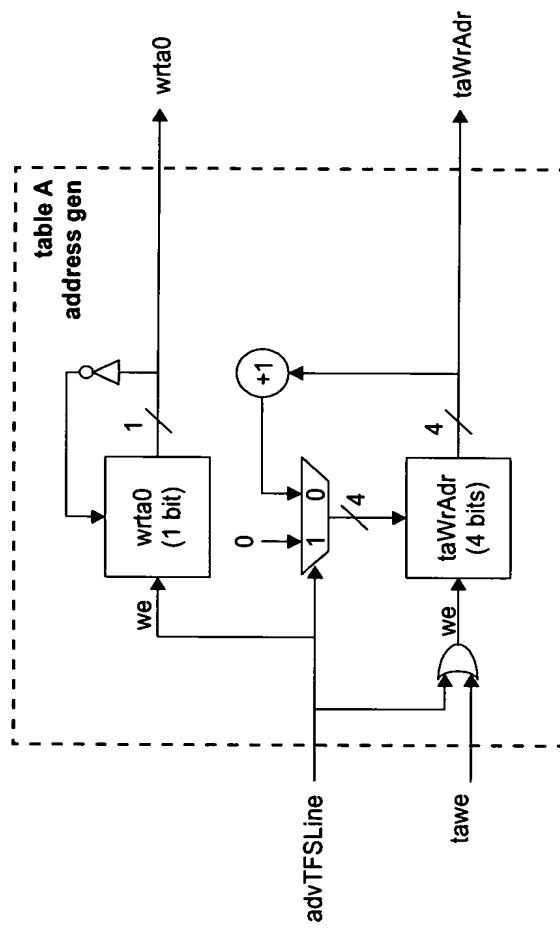 table A
address gen
wrta0
1
wrta0
(1 bit)
we
+1
0
1 0
4
taWrAdr
4
taWrAdr
(4 bits)
we
advTFSLine
tawe